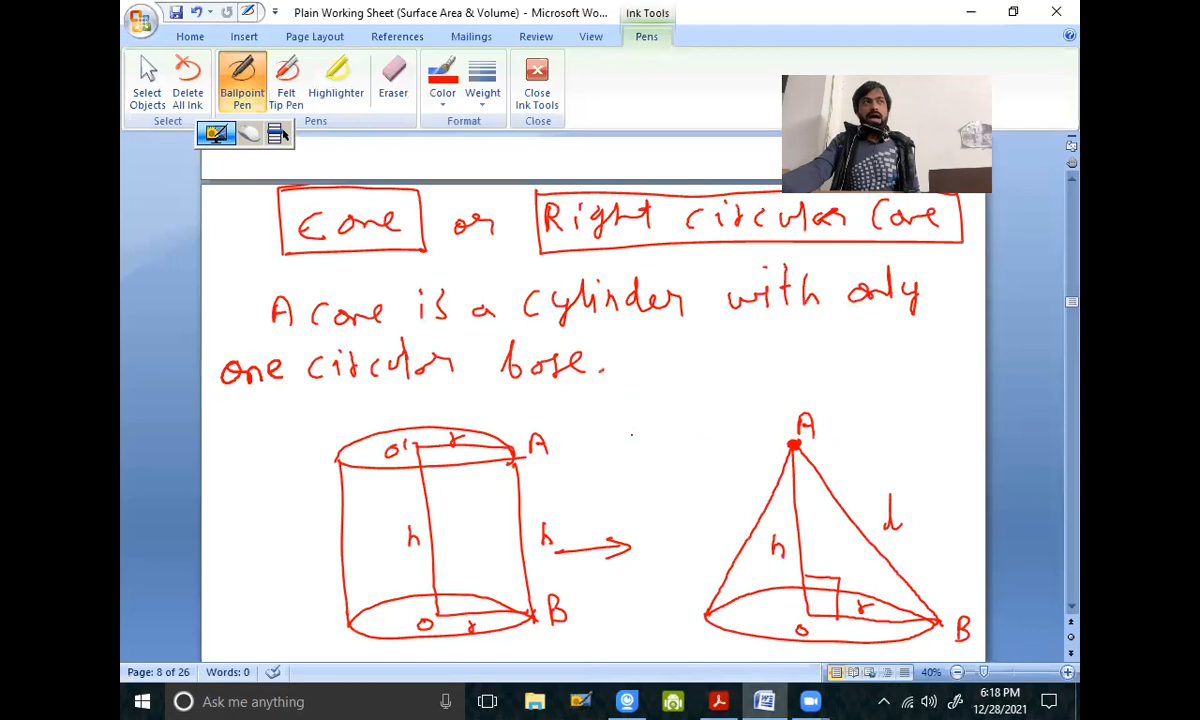 Plain Working Sheet (Surface Area & Volume) - Microsoft Wo...
Ink Tools
Home Insert Page Layout References Mailings Review View Pens
Select Objects
Delete All Ink
Ballpoint Pen
Felt Tip Pen
Highlighter
Eraser
Color
Weight
Close Ink Tools
Select
Pens
Format
Close
Cone or Right circular Cone
A cone is a cylinder with only
one circular base.
O' r A
h h
O r B
A
h l
O r B
Page: 8 of 26 Words: 0 40%
Ask me anything
6:18 PM
12/28/2021